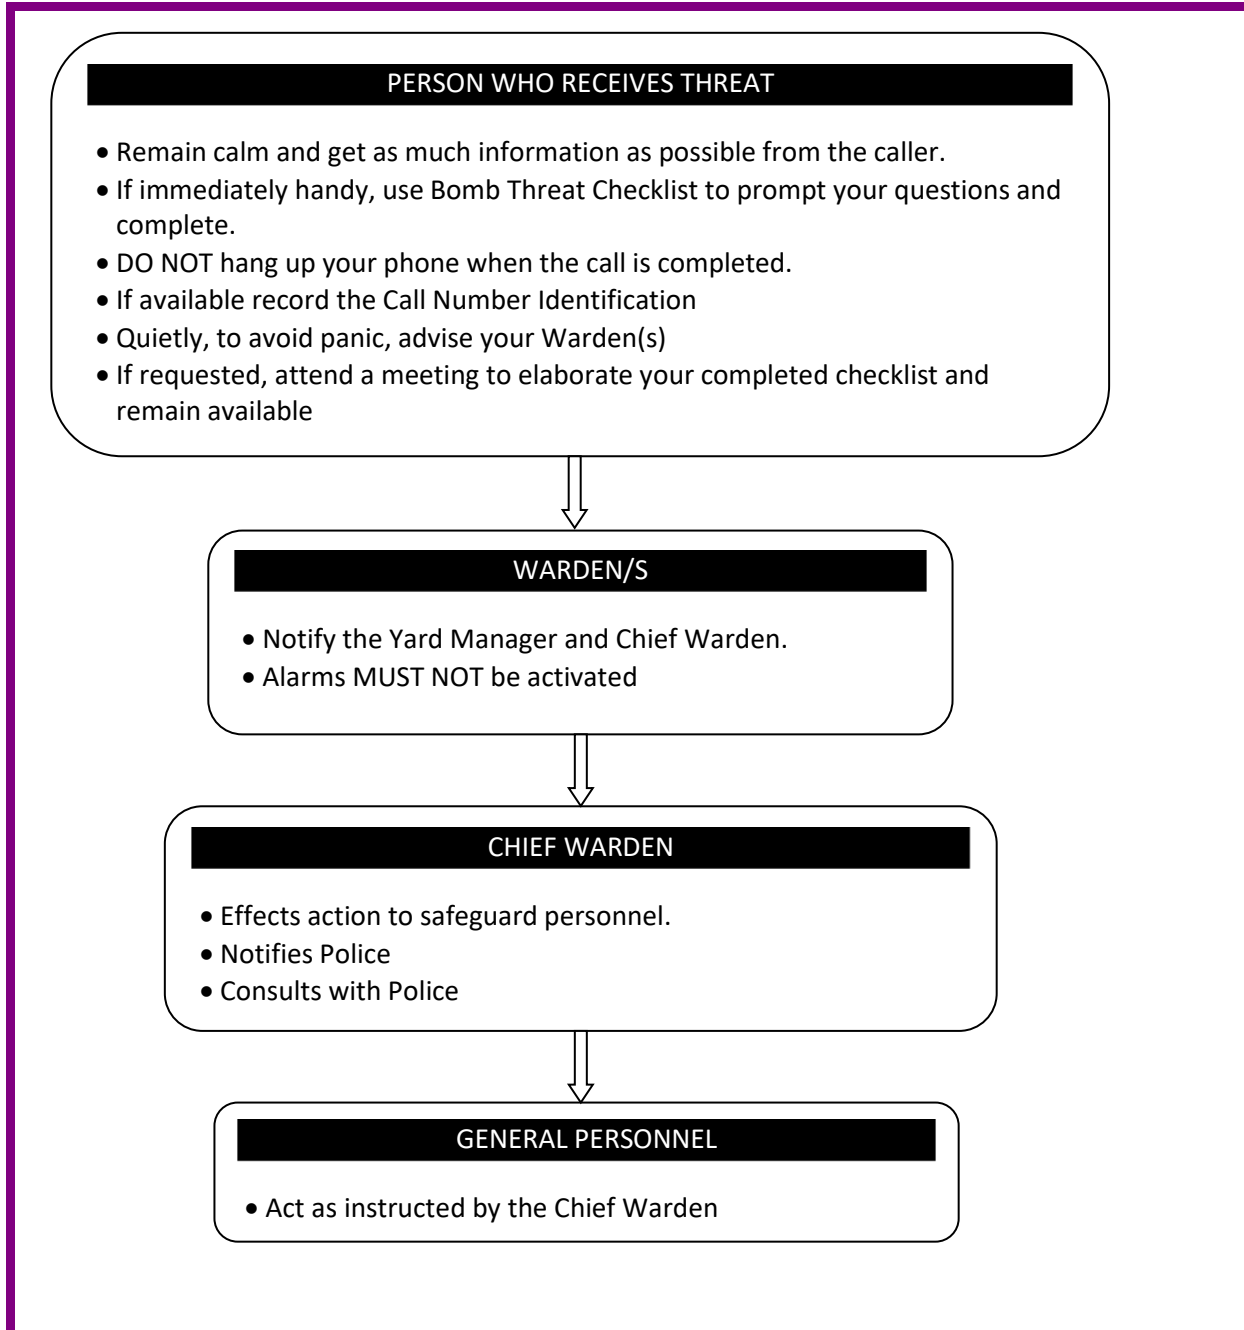 PERSON WHO RECEIVES THREAT
• Remain calm and get as much information as possible from the caller.
• If immediately handy, use Bomb Threat Checklist to prompt your questions and
complete.
• DO NOT hang up your phone when the call is completed.
• If available record the Call Number Identification
• Quietly, to avoid panic, advise your Warden(s)
• If requested, attend a meeting to elaborate your completed checklist and
remain available
WARDEN/S
• Notify the Yard Manager and Chief Warden.
• Alarms MUST NOT be activated
CHIEF WARDEN
• Effects action to safeguard personnel.
• Notifies Police
• Consults with Police
GENERAL PERSONNEL
• Act as instructed by the Chief Warden